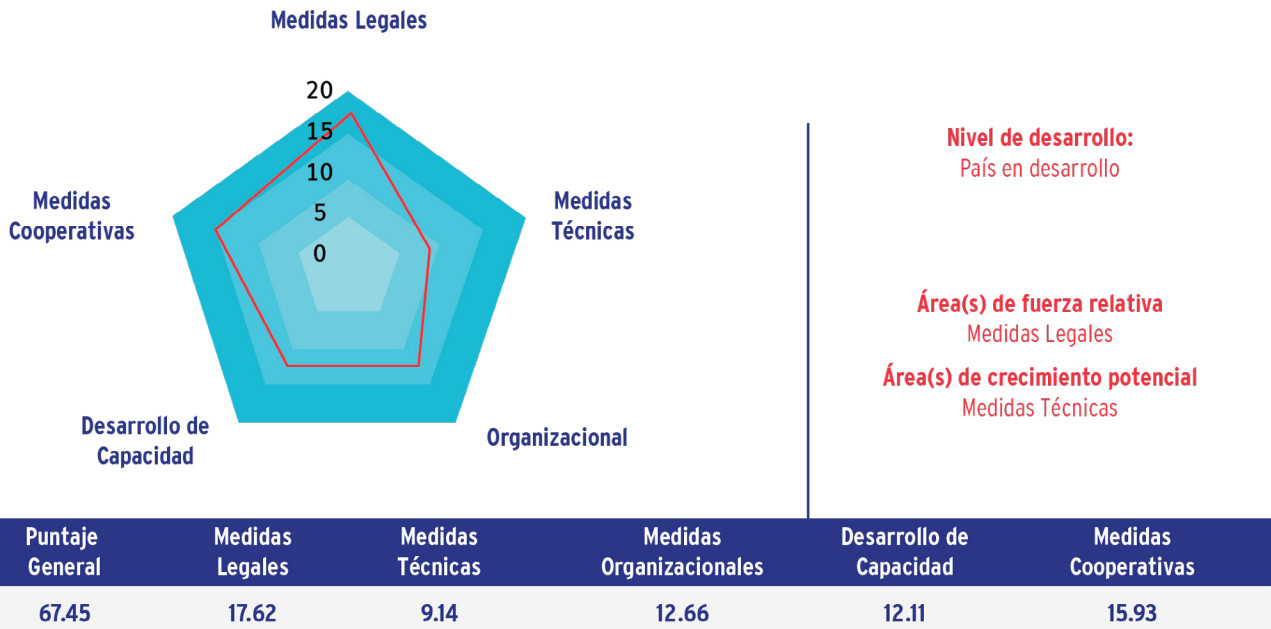 Medidas Legales
20
15
10
5
0
Medidas
Cooperativas
Medidas
Técnicas
Desarrollo de
Capacidad
Organizacional
Nivel de desarrollo:
País en desarrollo
Área(s) de fuerza relativa
Medidas Legales
Área(s) de crecimiento potencial
Medidas Técnicas
Puntaje General Medidas Legales Medidas Técnicas Medidas Organizacionales Desarrollo de Capacidad Medidas Cooperativas
67.45 17.62 9.14 12.66 12.11 15.93